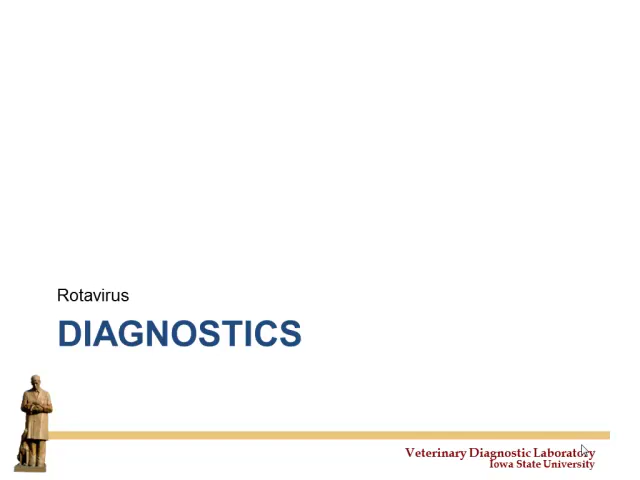 Rotavirus
DIAGNOSTICS
Veterinary Diagnostic Laboratory
Iowa State University